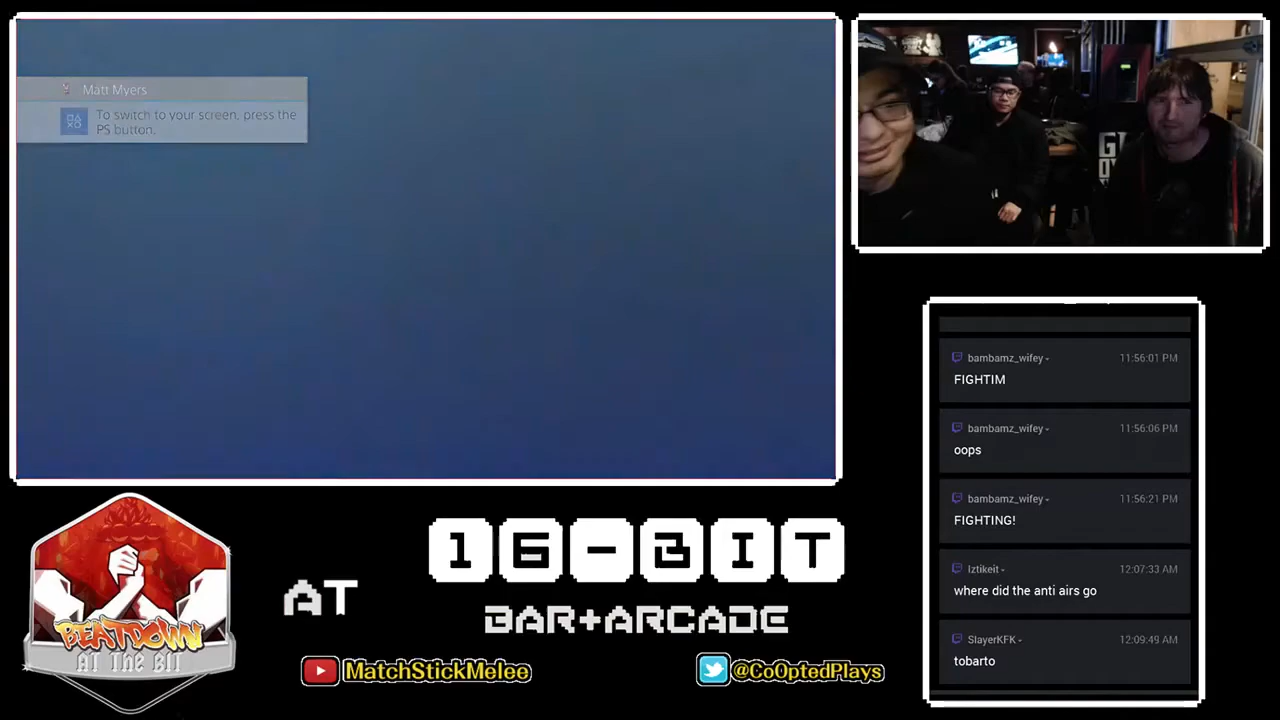 Matt Myers
To switch to your screen, press the
PS button.
bambamz_wifey
11:56:01 PM
FIGHTIM
bambamz_wifey
11:56:06 PM
oops
bambamz_wifey
11:56:21 PM
FIGHTING!
Iztikeit
12:07:33 AM
where did the anti airs go
SlayerKFK
12:09:49 AM
tobarto
BEATDOWN
AT THE BIT
AT
16-BIT
BAR+ARCADE
MatchStickMelee
@CoOptedPlays